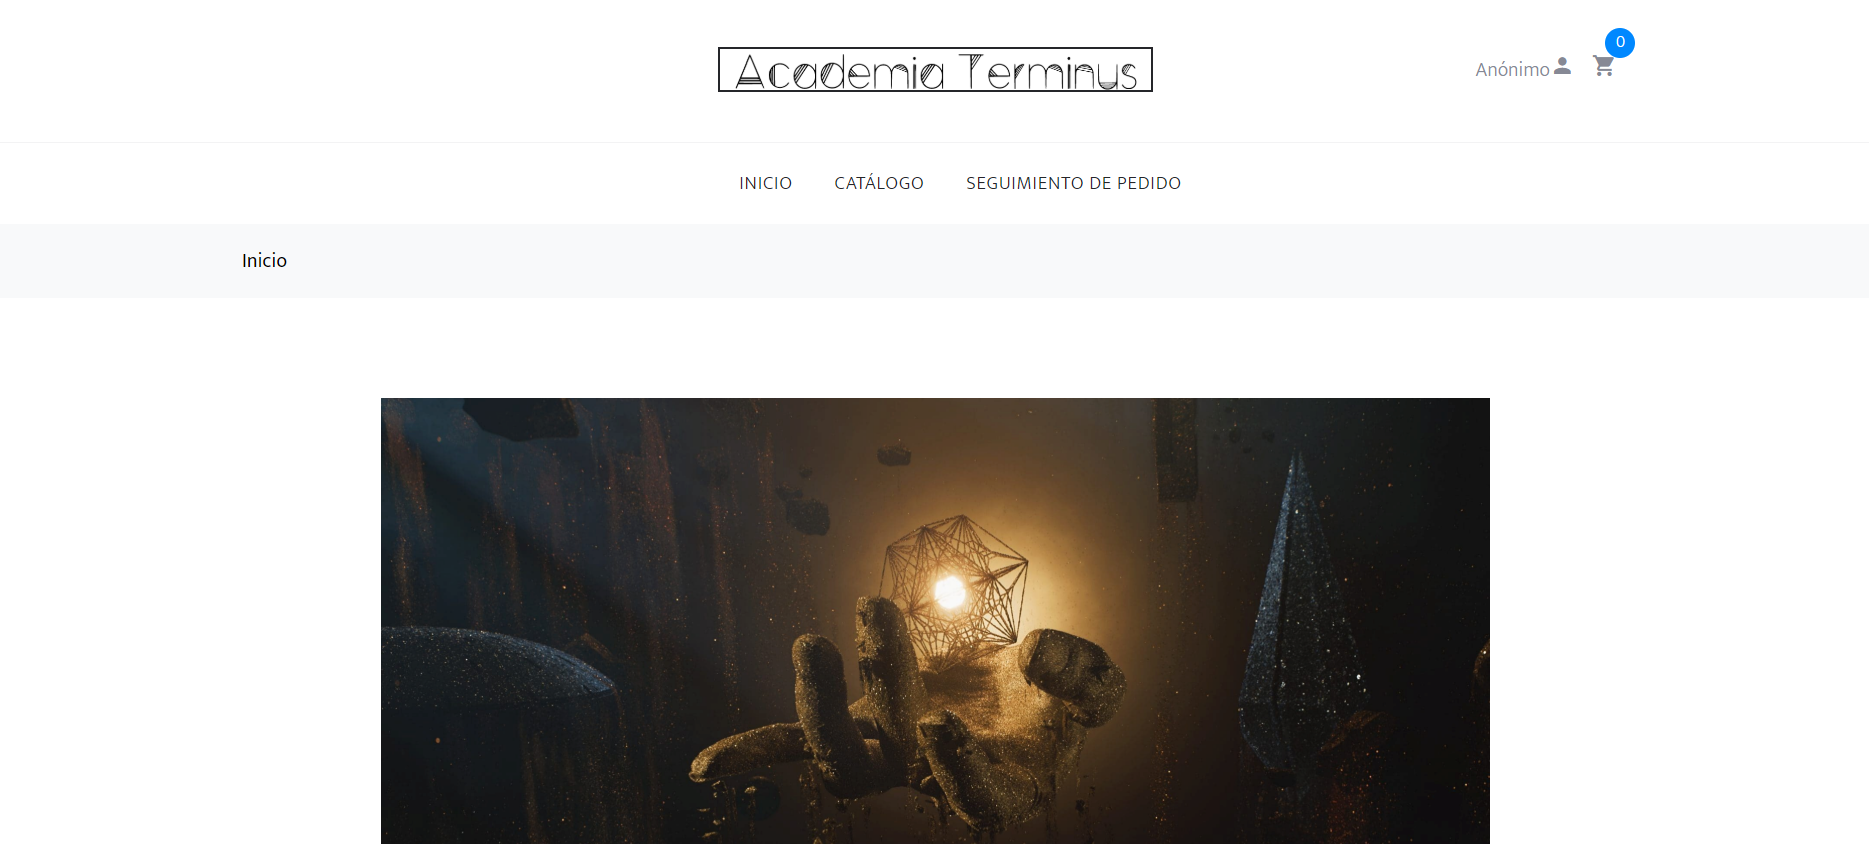 0
Academia Terminus
Anónimo
INICIO CATÁLOGO SEGUIMIENTO DE PEDIDO
Inicio